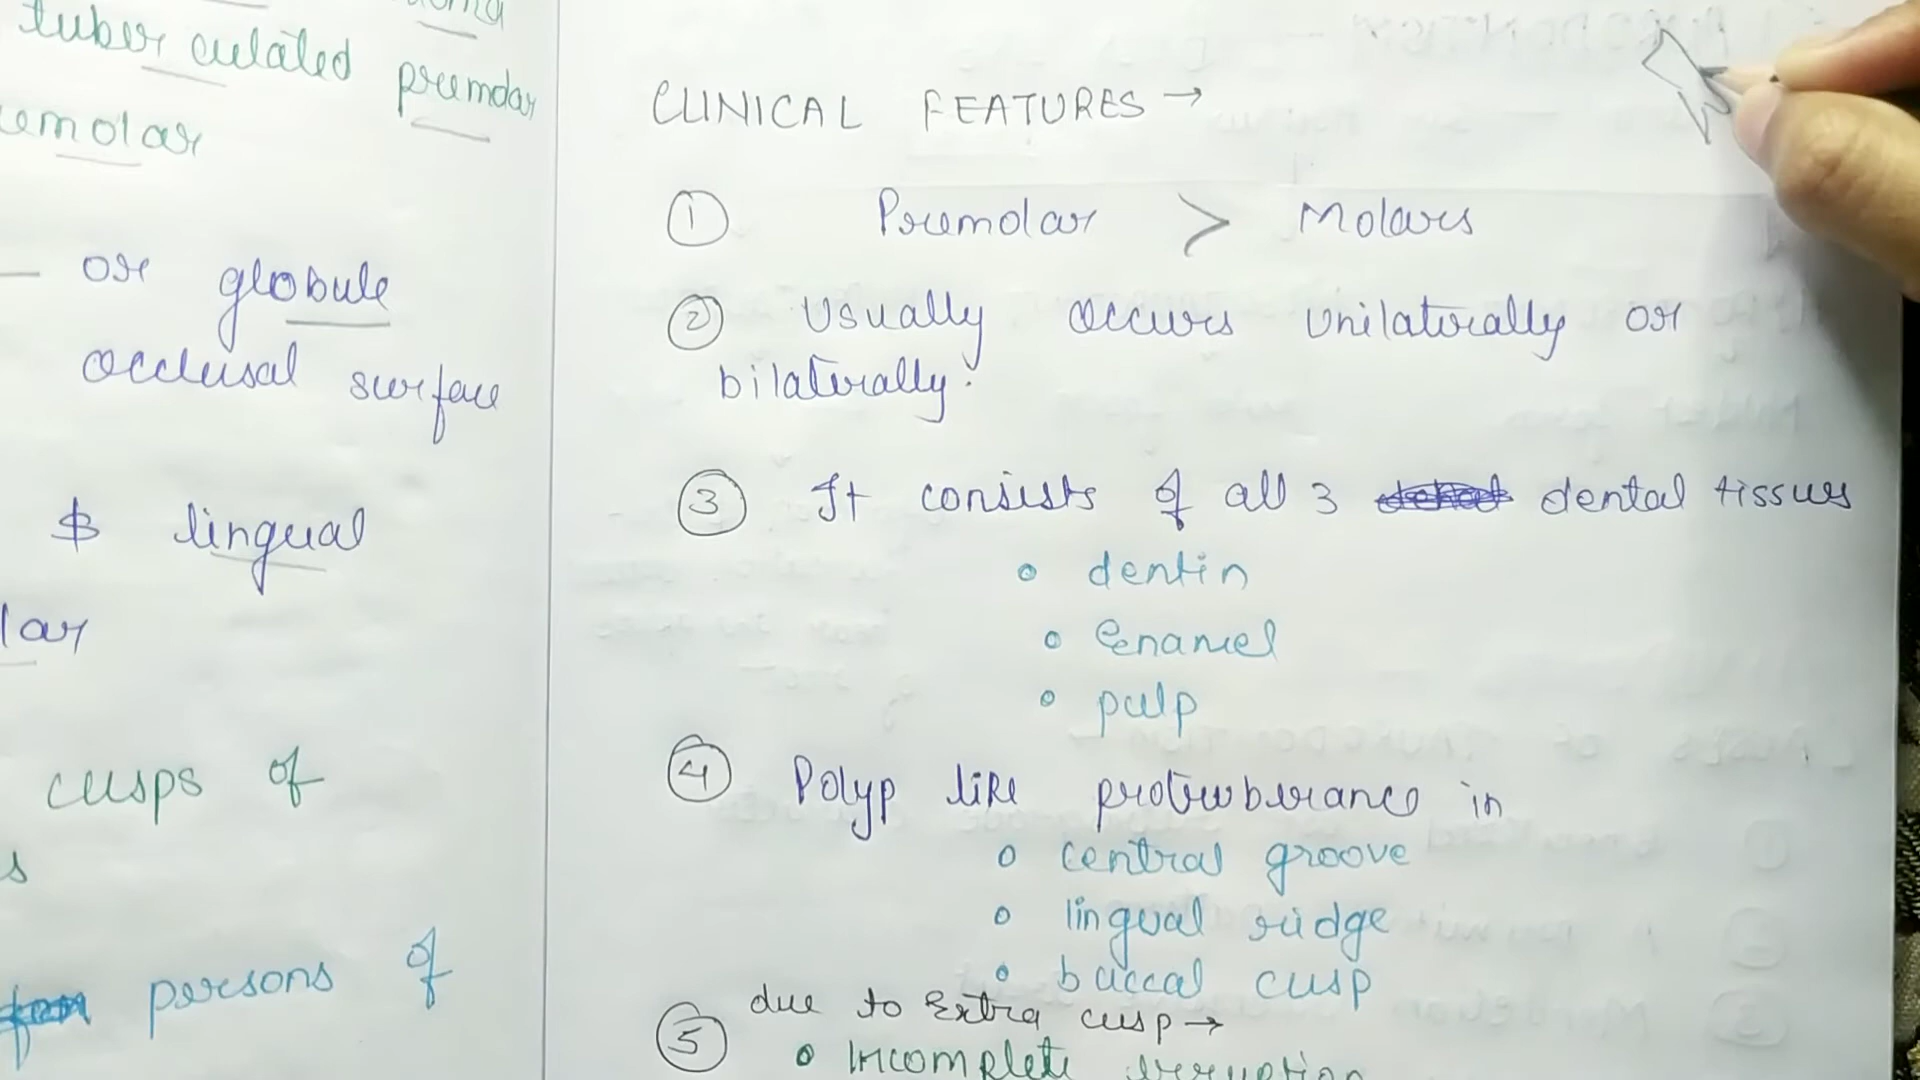 tuberculated premolar
emolar
— or globule
occlusal surface
$ lingual
lar
cusps of
s
persons of
CLINICAL FEATURES →
① Premolar > Molars
② Usually occurs Unilaterally or
bilaterally.
③ It consists of all 3 dental tissues
• dentin
• Enamel
• pulp
④ Polyp like protuberance in
• central groove
• lingual ridge
• buccal cusp
⑤ due to Extra cusp →
• Incomplete erruption